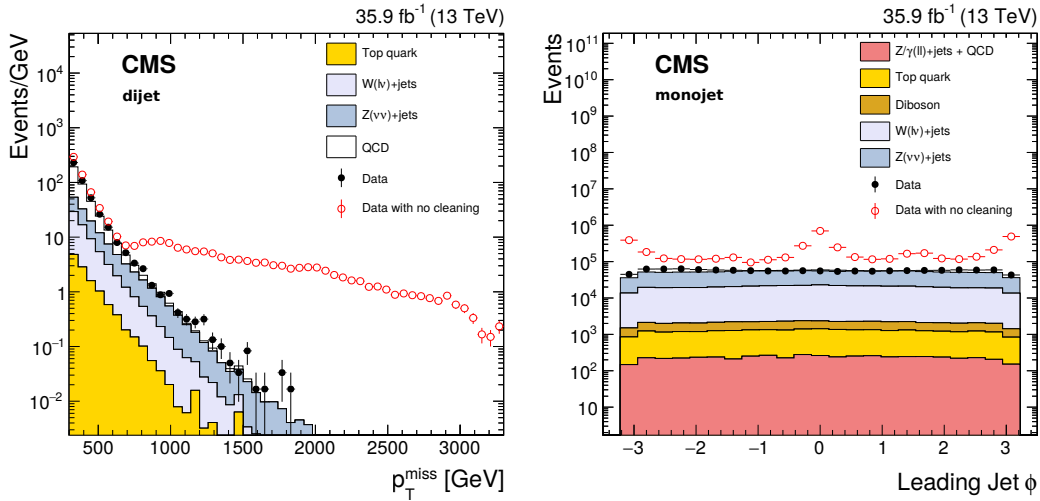 35.9 fb⁻¹ (13 TeV)
Events/GeV
CMS
dijet
Top quark
W(lν)+jets
Z(νν)+jets
QCD
Data
Data with no cleaning
10⁴
10³
10²
10
1
10⁻¹
10⁻²
500
1000
1500
2000
2500
3000
p_T^miss [GeV]
35.9 fb⁻¹ (13 TeV)
Events
CMS
monojet
Z/γ(ll)+jets + QCD
Top quark
Diboson
W(lν)+jets
Z(νν)+jets
Data
Data with no cleaning
10¹¹
10¹⁰
10⁹
10⁸
10⁷
10⁶
10⁵
10⁴
10³
10²
10
−3
−2
−1
0
1
2
3
Leading Jet ϕ